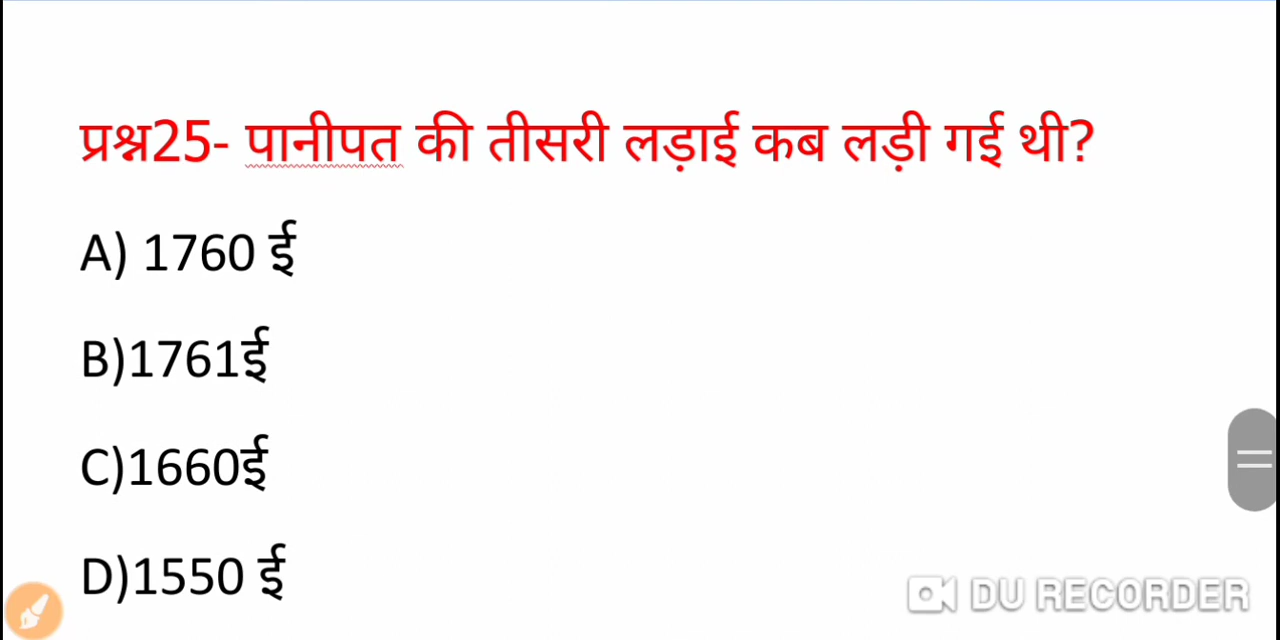 प्रश्न25- पानीपत की तीसरी लड़ाई कब लड़ी गई थी?
A) 1760 ई
B)1761ई
C)1660ई
D)1550 ई
DU RECORDER